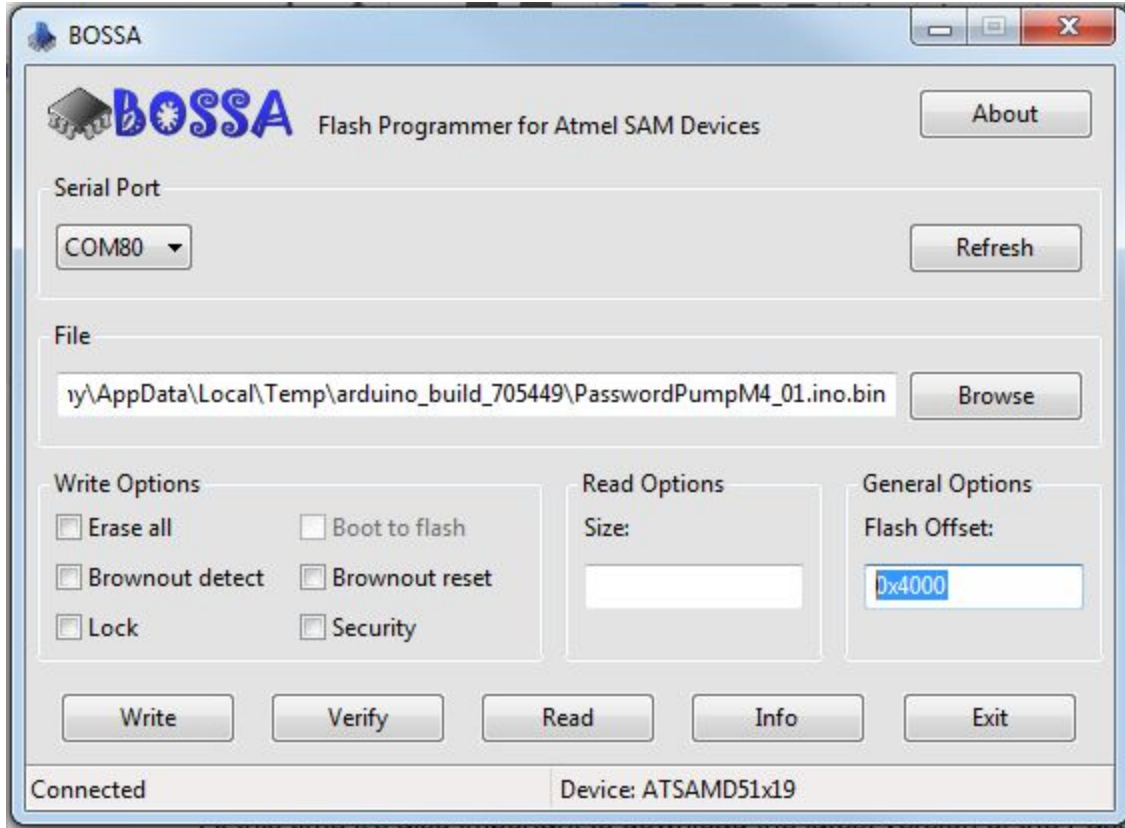 BOSSA
BOSSA Flash Programmer for Atmel SAM Devices About
Serial Port
COM80 Refresh
File
\AppData\Local\Temp\arduino_build_705449\PasswordPumpM4_01.ino.bin Browse
Write Options Read Options General Options
Erase all Boot to flash Size: Flash Offset:
Brownout detect Brownout reset 0x4000
Lock Security
Write Verify Read Info Exit
Connected Device: ATSAMD51x19